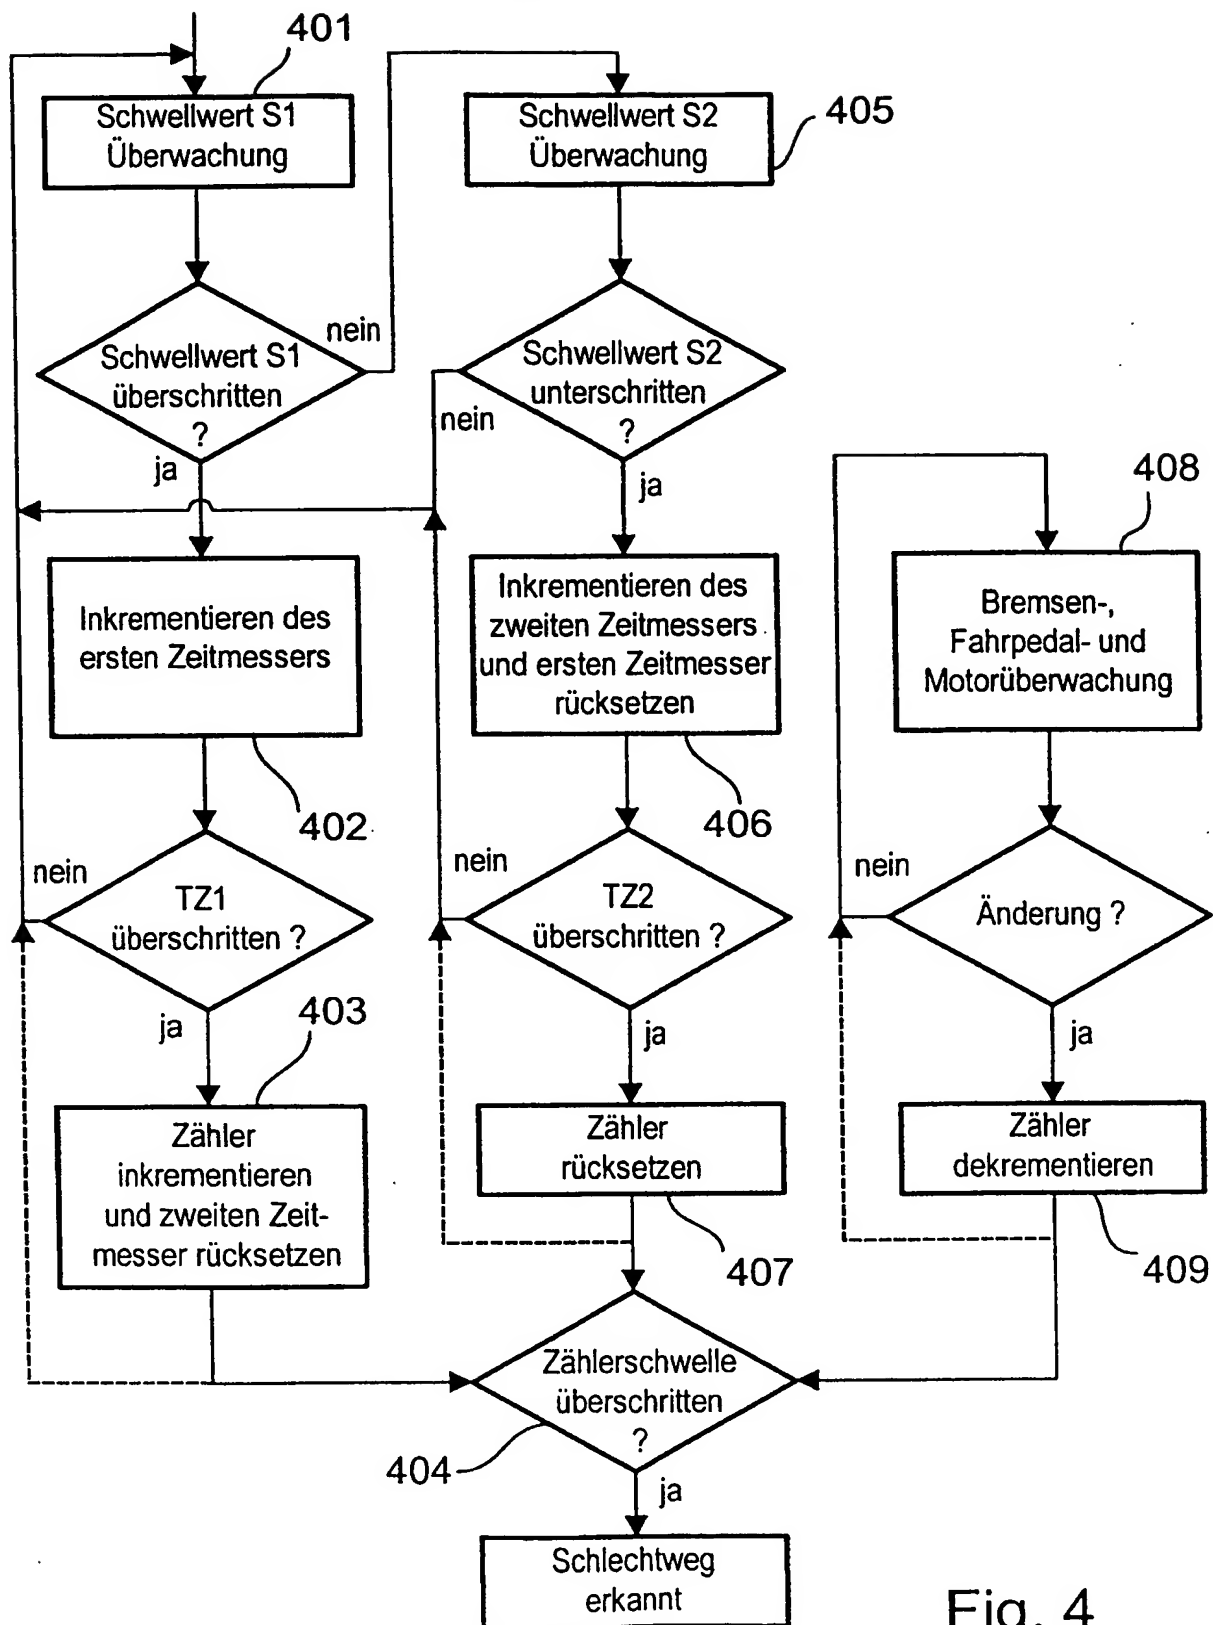 401
Schwellwert S1
Überwachung
Schwellwert S2
Überwachung
405
nein
Schwellwert S1
überschritten
?
ja
Schwellwert S2
unterschritten
?
nein
ja
408
Inkrementieren des
ersten Zeitmessers
402
Inkrementieren des
zweiten Zeitmessers
und ersten Zeitmesser
rücksetzen
406
Bremsen-,
Fahrpedal- und
Motorüberwachung
nein
TZ1
überschritten ?
ja
403
nein
TZ2
überschritten ?
ja
nein
Änderung ?
ja
Zähler
inkrementieren
und zweiten Zeit-
messer rücksetzen
Zähler
rücksetzen
407
Zähler
dekrementieren
409
Zählerschwelle
überschritten
?
404
ja
Schlechtweg
erkannt
Fig. 4